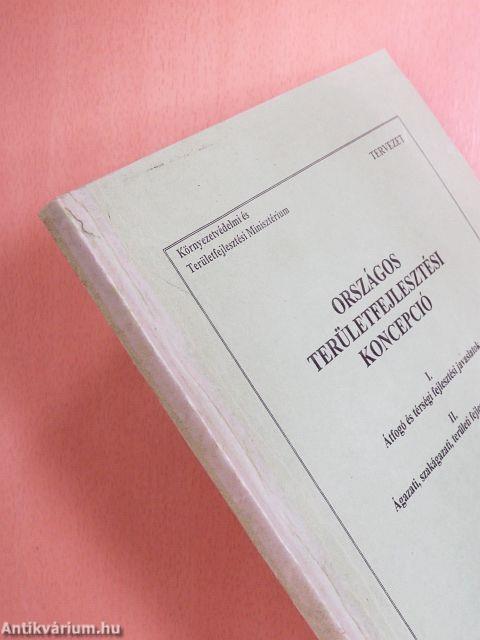 TERVEZET
Környezetvédelmi és
Területfejlesztési Minisztérium
ORSZÁGOS
TERÜLETFEJLESZTÉSI
KONCEPCIÓ
I.
Átfogó és térségi fejlesztési javaslatok
II.
Ágazati, szakágazati, területi
Antikvárium.hu